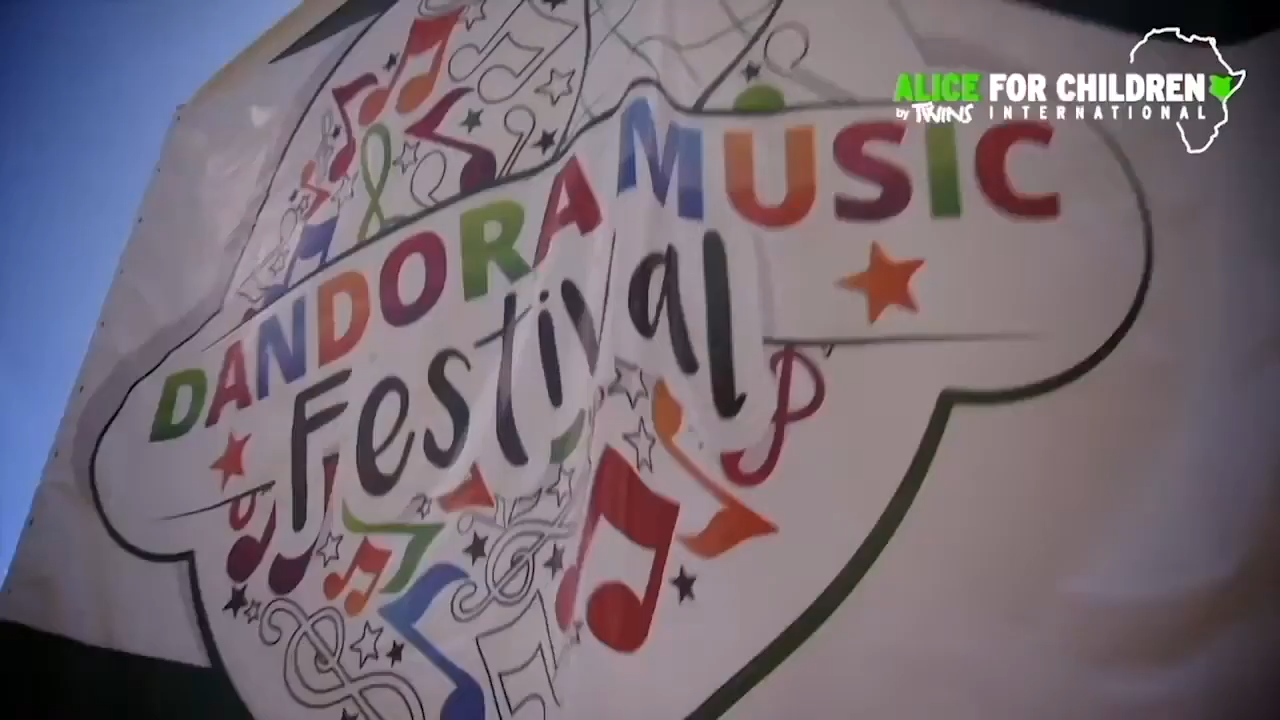 ALICE FOR CHILDREN
by TWINS INTERNATIONAL
DANDORA MUSIC
Festival